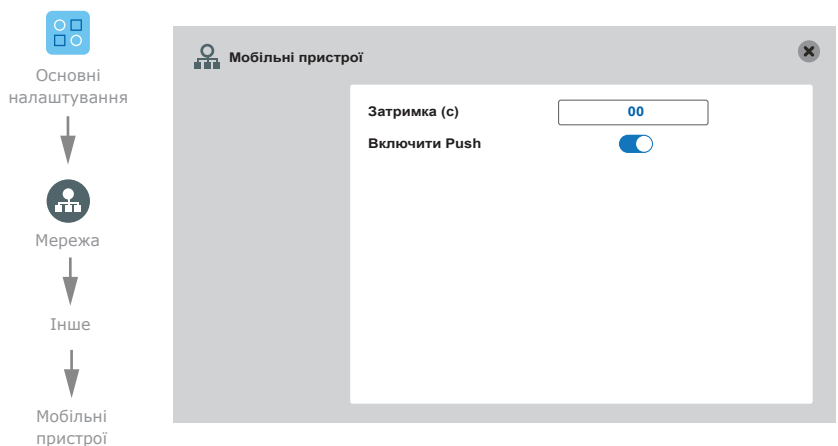 Основні
налаштування
Мережа
Інше
Мобільні
пристрої
Мобільні пристрої
Затримка (с)
00
Включити Push